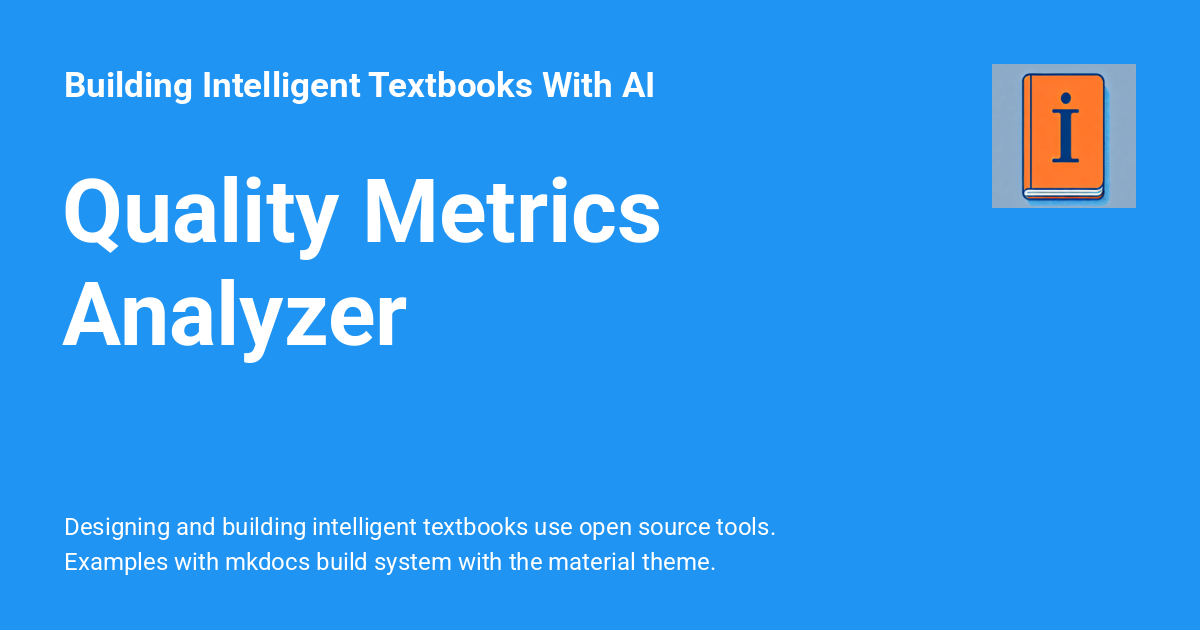 Building Intelligent Textbooks With AI
i
Quality Metrics
Analyzer
Designing and building intelligent textbooks use open source tools.
Examples with mkdocs build system with the material theme.